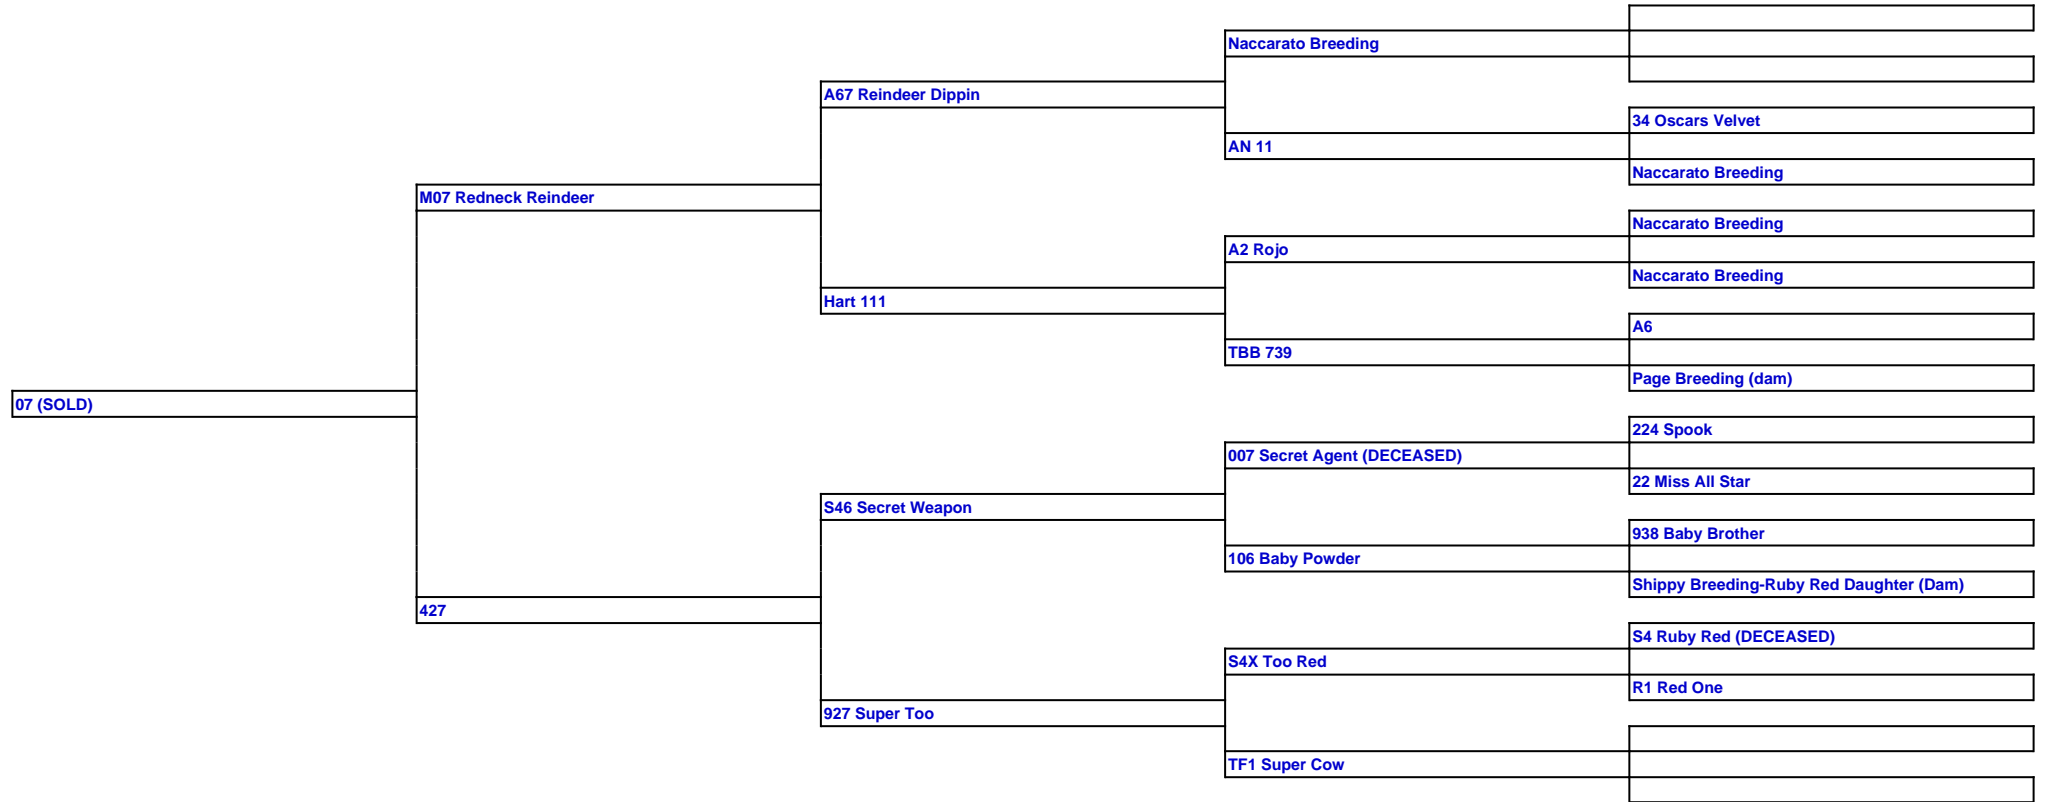 Naccarato Breeding
A67 Reindeer Dippin
34 Oscars Velvet
AN 11
Naccarato Breeding
M07 Redneck Reindeer
Naccarato Breeding
A2 Rojo
Naccarato Breeding
Hart 111
A6
TBB 739
Page Breeding (dam)
07 (SOLD)
224 Spook
007 Secret Agent (DECEASED)
22 Miss All Star
S46 Secret Weapon
938 Baby Brother
106 Baby Powder
Shippy Breeding-Ruby Red Daughter (Dam)
427
S4 Ruby Red (DECEASED)
S4X Too Red
R1 Red One
927 Super Too
TF1 Super Cow